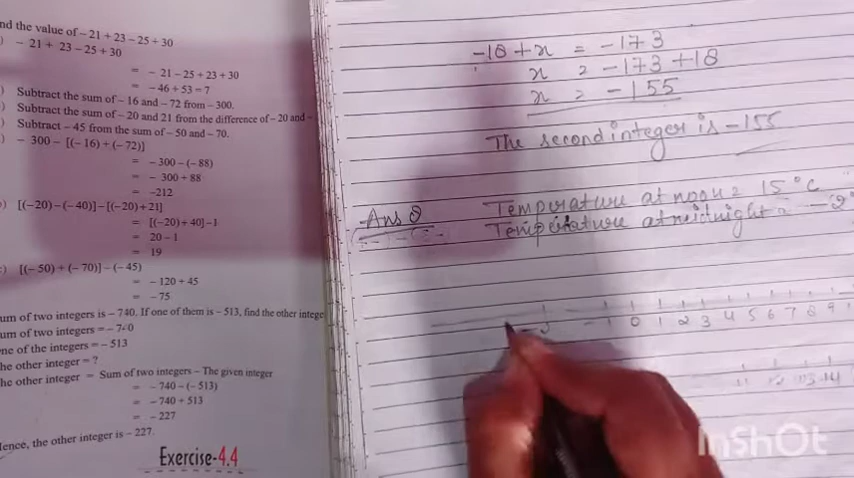 nd the value of – 21 + 23 – 25 + 30
) – 21 + 23 – 25 + 30
= – 21 – 25 + 23 + 30
= – 46 + 53 = 7
) Subtract the sum of – 16 and – 72 from – 300.
) Subtract the sum of – 20 and 21 from the difference of – 20 and –
) Subtract – 45 from the sum of – 50 and – 70.
) – 300 – [(– 16) + (– 72)]
= – 300 – (– 88)
= – 300 + 88
= –212
) [(–20) – (– 40)] – [(– 20) + 21]
= [(–20) + 40] – 1
= 20 – 1
= 19
) [(– 50) + (– 70)] – (– 45)
= – 120 + 45
= – 75
um of two integers is – 740. If one of them is – 513, find the other intege
um of two integers = – 740
ne of the integers = – 513
he other integer = ?
he other integer = Sum of two integers – The given integer
= – 740 – (– 513)
= – 740 + 513
= – 227
ence, the other integer is – 227.
Exercise-4.4
-18 + x = -173
x = -173 + 18
x = -155
The second integer is -155
Ans 8 Temperature at noon = 15°C
Temperature at midnight = -2°
-2 -1 0 1 2 3 4 5 6 7 8 9
11 12 13 14
InShOt